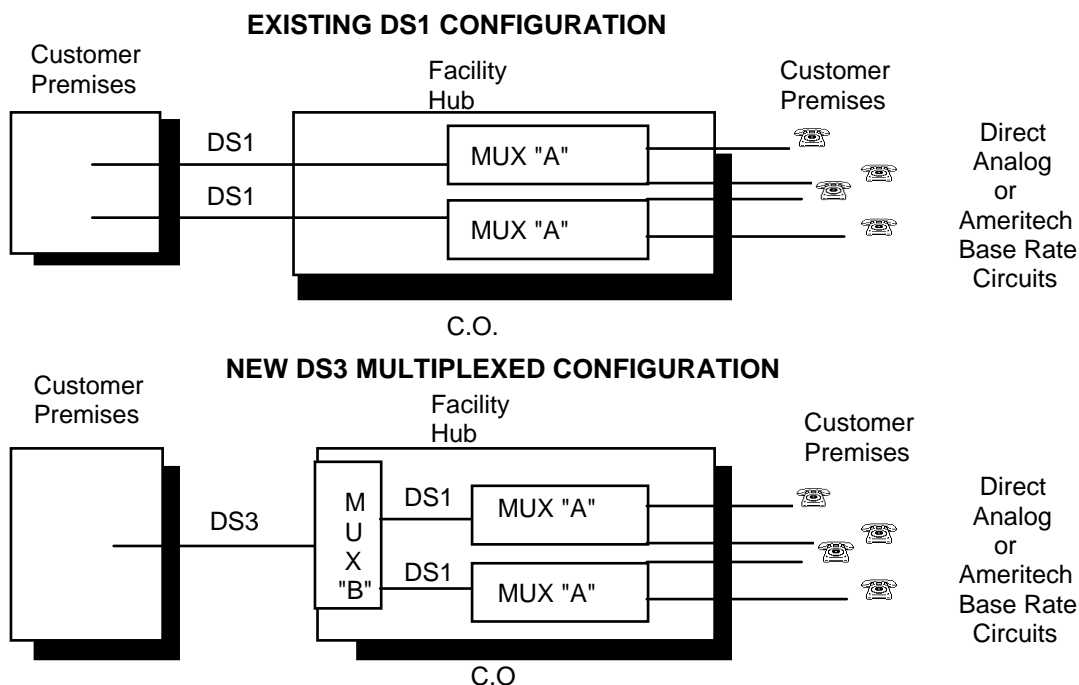 EXISTING DS1 CONFIGURATION
Customer
Premises
Facility
Hub
Customer
Premises
DS1
DS1
MUX "A"
MUX "A"
Direct
Analog
or
Ameritech
Base Rate
Circuits
C.O.
NEW DS3 MULTIPLEXED CONFIGURATION
Customer
Premises
Facility
Hub
Customer
Premises
DS3
M
U
X
"B"
DS1
DS1
MUX "A"
MUX "A"
Direct
Analog
or
Ameritech
Base Rate
Circuits
C.O